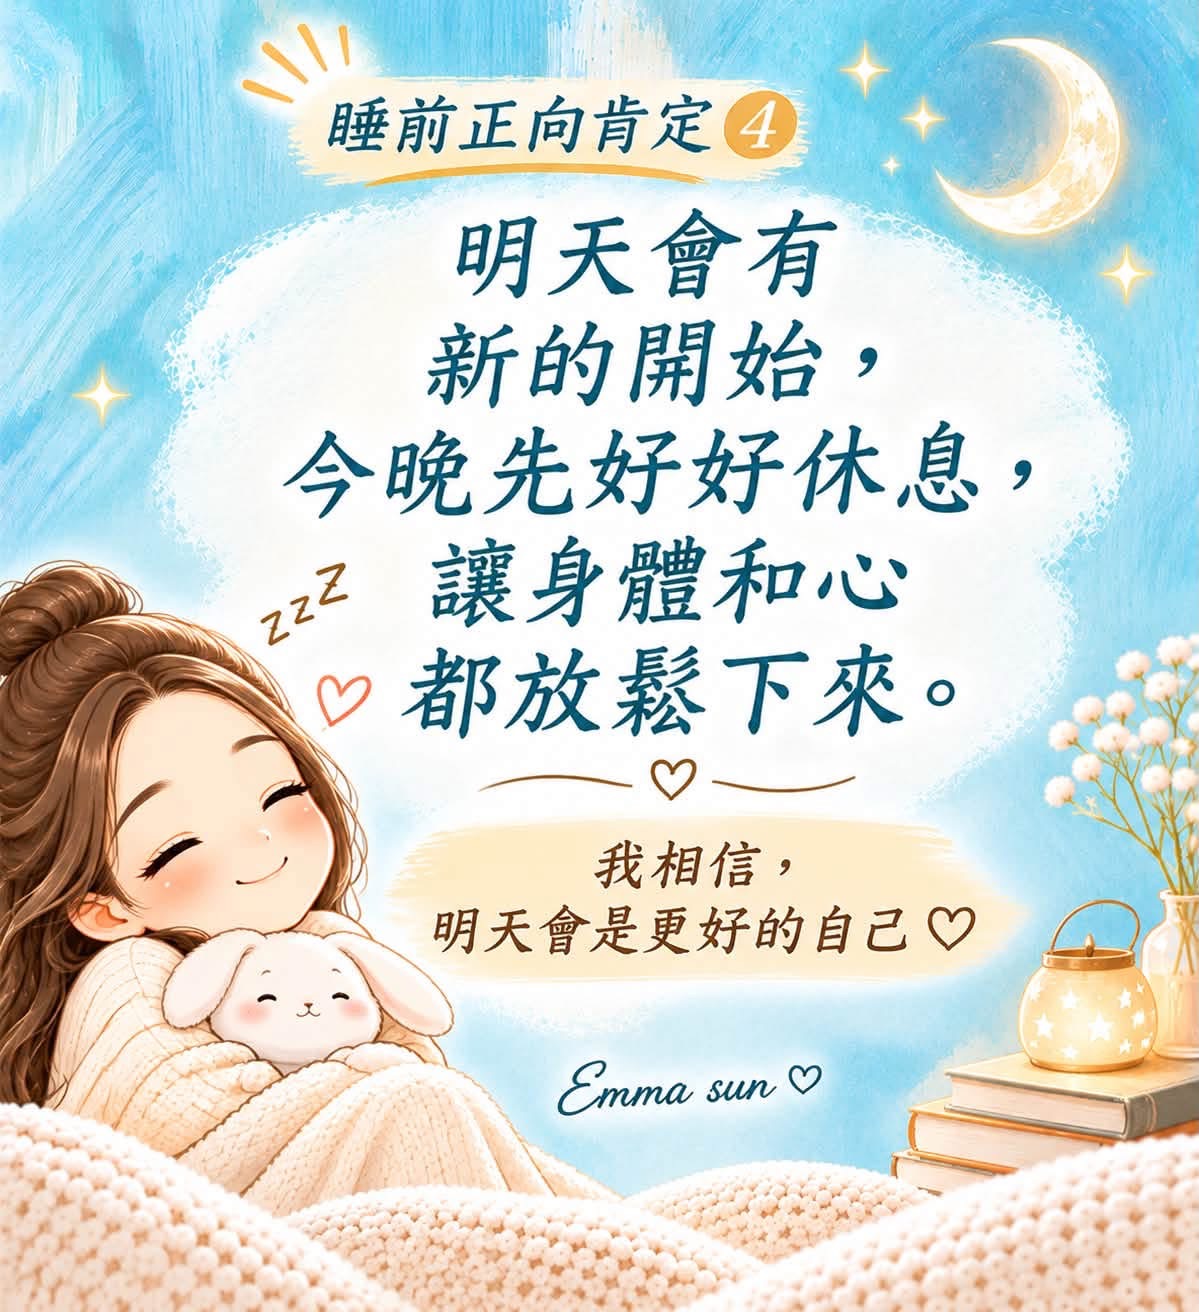 睡前正向肯定 4
明天會有
新的開始，
今晚先好好休息，
讓身體和心
都放鬆下來。
zzZ
我相信，
明天會是更好的自己♡
Emma sun ♡